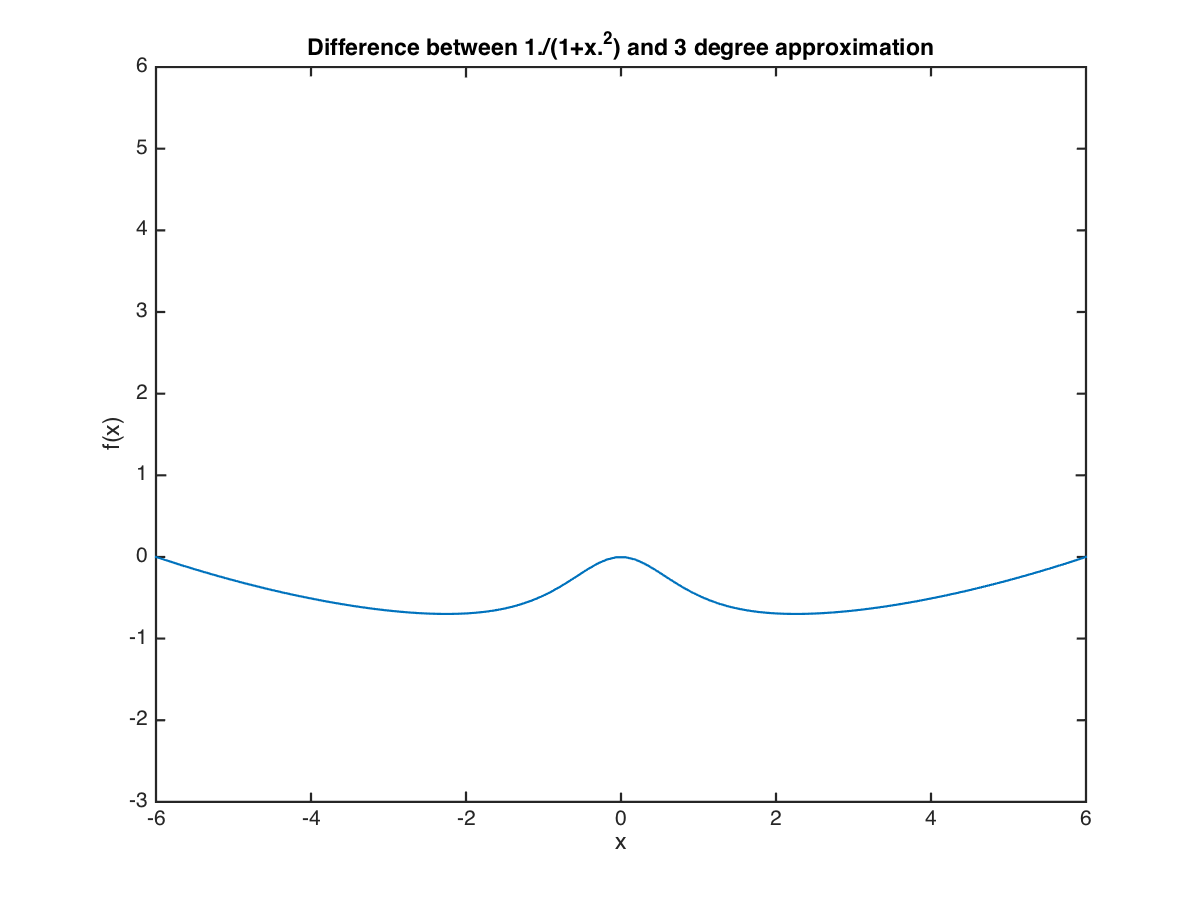 Difference between 1./(1+x.²) and 3 degree approximation
6
5
4
3
2
1
0
-1
-2
-3
f(x)
-6 -4 -2 0 2 4 6
x